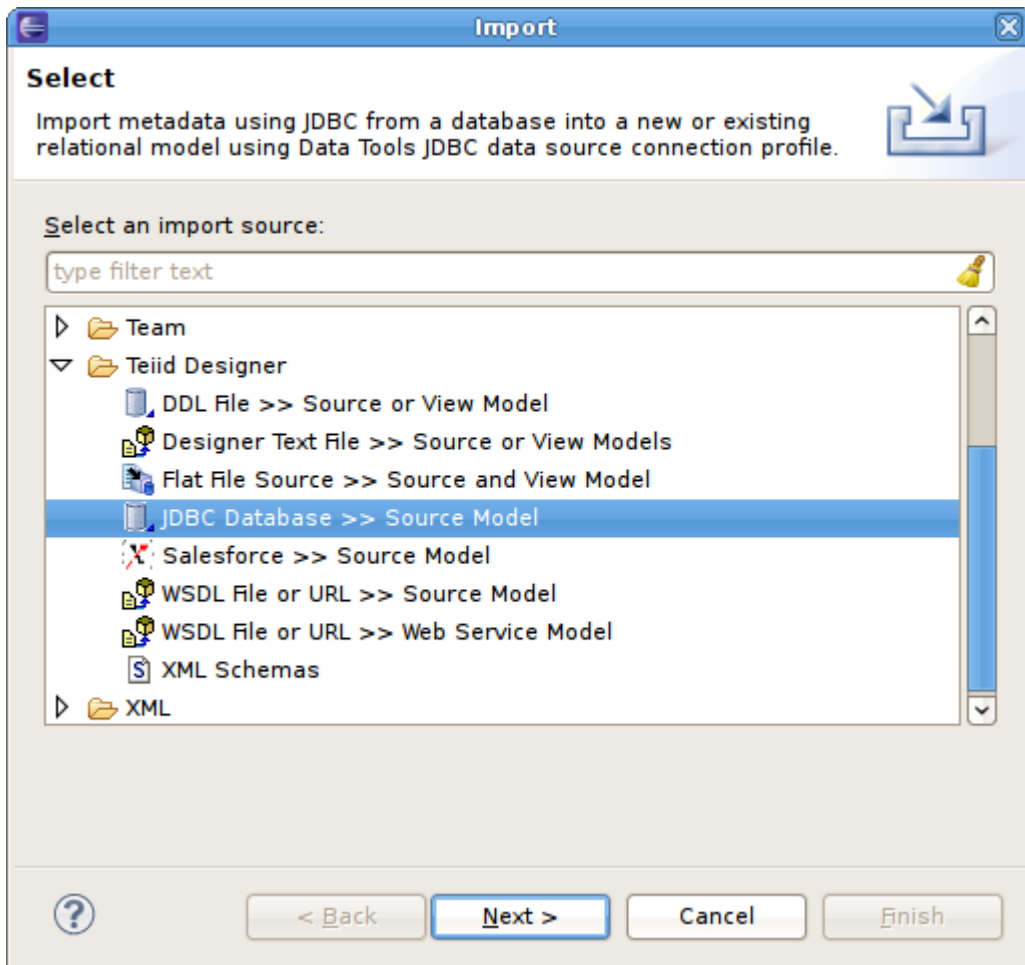 Import
Select
Import metadata using JDBC from a database into a new or existing
relational model using Data Tools JDBC data source connection profile.
Select an import source:
type filter text
Team
Teiid Designer
DDL File >> Source or View Model
Designer Text File >> Source or View Models
Flat File Source >> Source and View Model
JDBC Database >> Source Model
Salesforce >> Source Model
WSDL File or URL >> Source Model
WSDL File or URL >> Web Service Model
XML Schemas
XML
< Back
Next >
Cancel
Finish